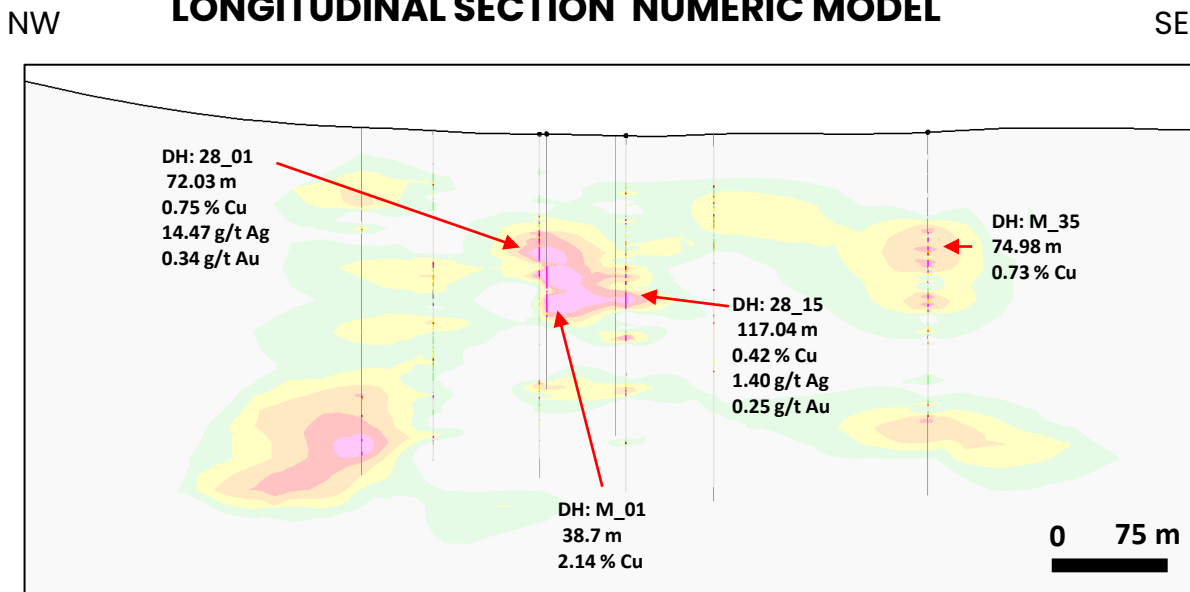 LONGITUDINAL SECTION NUMERIC MODEL
NW
SE
DH: 28_01
72.03 m
0.75 % Cu
14.47 g/t Ag
0.34 g/t Au
DH: M_35
74.98 m
0.73 % Cu
DH: 28_15
117.04 m
0.42 % Cu
1.40 g/t Ag
0.25 g/t Au
DH: M_01
38.7 m
2.14 % Cu
0 75 m